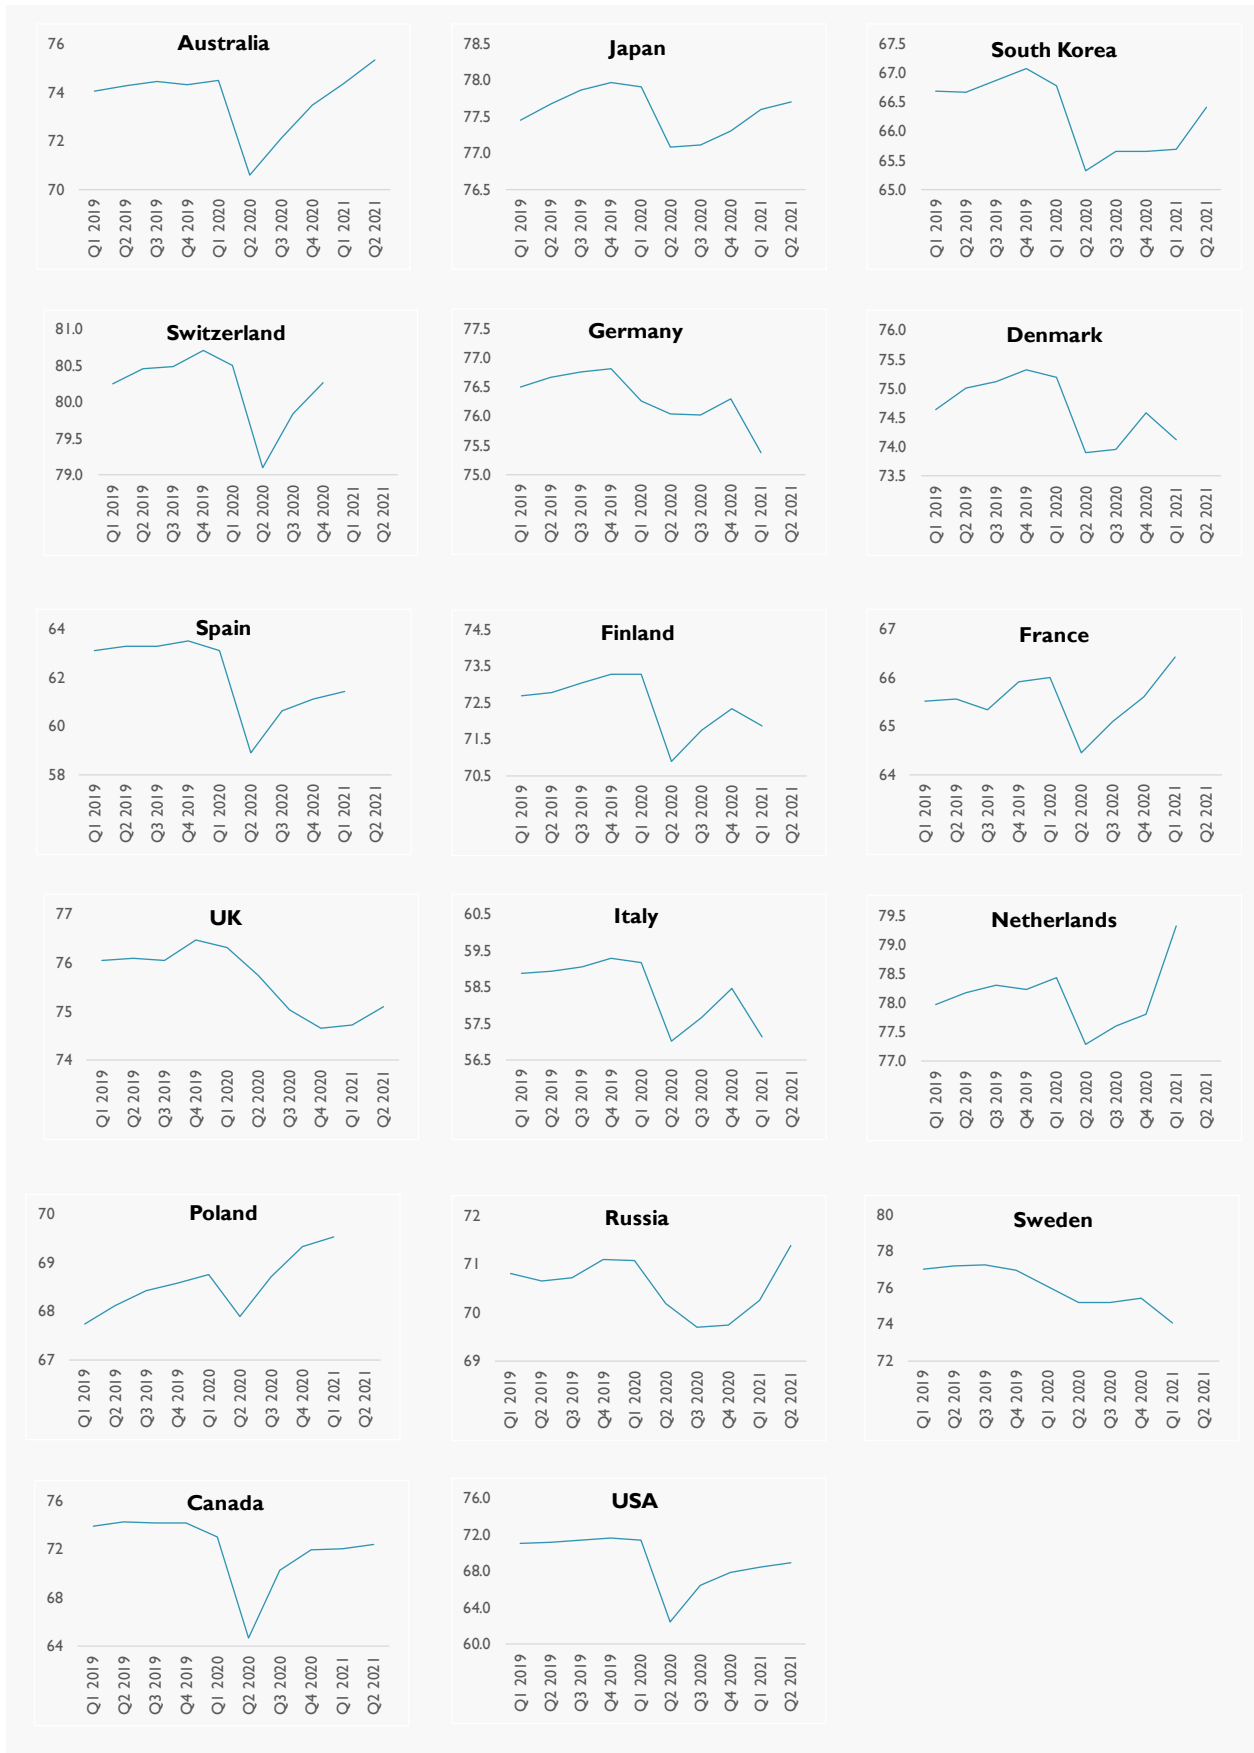 Australia
76
74
72
70
Q1 2019
Q2 2019
Q3 2019
Q4 2019
Q1 2020
Q2 2020
Q3 2020
Q4 2020
Q1 2021
Q2 2021
Japan
78.5
78.0
77.5
77.0
76.5
Q1 2019
Q2 2019
Q3 2019
Q4 2019
Q1 2020
Q2 2020
Q3 2020
Q4 2020
Q1 2021
Q2 2021
South Korea
67.5
67.0
66.5
66.0
65.5
65.0
Q1 2019
Q2 2019
Q3 2019
Q4 2019
Q1 2020
Q2 2020
Q3 2020
Q4 2020
Q1 2021
Q2 2021
Switzerland
81.0
80.5
80.0
79.5
79.0
Q1 2019
Q2 2019
Q3 2019
Q4 2019
Q1 2020
Q2 2020
Q3 2020
Q4 2020
Q1 2021
Q2 2021
Germany
77.5
77.0
76.5
76.0
75.5
75.0
Q1 2019
Q2 2019
Q3 2019
Q4 2019
Q1 2020
Q2 2020
Q3 2020
Q4 2020
Q1 2021
Q2 2021
Denmark
76.0
75.5
75.0
74.5
74.0
73.5
Q1 2019
Q2 2019
Q3 2019
Q4 2019
Q1 2020
Q2 2020
Q3 2020
Q4 2020
Q1 2021
Q2 2021
Spain
64
62
60
58
Q1 2019
Q2 2019
Q3 2019
Q4 2019
Q1 2020
Q2 2020
Q3 2020
Q4 2020
Q1 2021
Q2 2021
Finland
74.5
73.5
72.5
71.5
70.5
Q1 2019
Q2 2019
Q3 2019
Q4 2019
Q1 2020
Q2 2020
Q3 2020
Q4 2020
Q1 2021
Q2 2021
France
67
66
65
64
Q1 2019
Q2 2019
Q3 2019
Q4 2019
Q1 2020
Q2 2020
Q3 2020
Q4 2020
Q1 2021
Q2 2021
UK
77
76
75
74
Q1 2019
Q2 2019
Q3 2019
Q4 2019
Q1 2020
Q2 2020
Q3 2020
Q4 2020
Q1 2021
Q2 2021
Italy
60.5
59.5
58.5
57.5
56.5
Q1 2019
Q2 2019
Q3 2019
Q4 2019
Q1 2020
Q2 2020
Q3 2020
Q4 2020
Q1 2021
Q2 2021
Netherlands
79.5
79.0
78.5
78.0
77.5
77.0
Q1 2019
Q2 2019
Q3 2019
Q4 2019
Q1 2020
Q2 2020
Q3 2020
Q4 2020
Q1 2021
Q2 2021
Poland
70
69
68
67
Q1 2019
Q2 2019
Q3 2019
Q4 2019
Q1 2020
Q2 2020
Q3 2020
Q4 2020
Q1 2021
Q2 2021
Russia
72
71
70
69
Q1 2019
Q2 2019
Q3 2019
Q4 2019
Q1 2020
Q2 2020
Q3 2020
Q4 2020
Q1 2021
Q2 2021
Sweden
80
78
76
74
72
Q1 2019
Q2 2019
Q3 2019
Q4 2019
Q1 2020
Q2 2020
Q3 2020
Q4 2020
Q1 2021
Q2 2021
Canada
76
72
68
64
Q1 2019
Q2 2019
Q3 2019
Q4 2019
Q1 2020
Q2 2020
Q3 2020
Q4 2020
Q1 2021
Q2 2021
USA
76.0
72.0
68.0
64.0
60.0
Q1 2019
Q2 2019
Q3 2019
Q4 2019
Q1 2020
Q2 2020
Q3 2020
Q4 2020
Q1 2021
Q2 2021